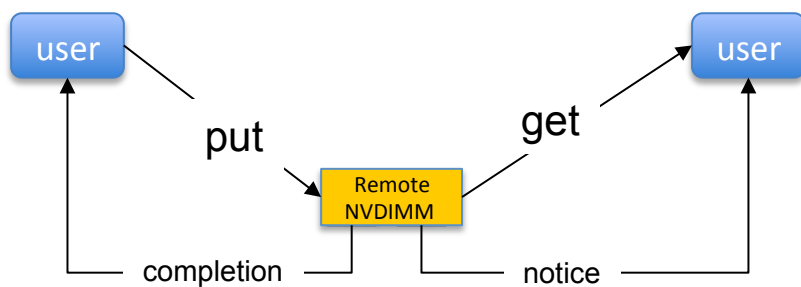 user
user
put
get
Remote
NVDIMM
completion
notice